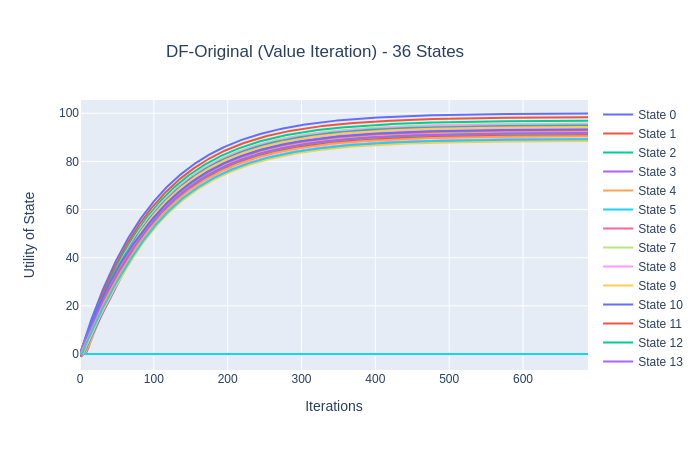 DF-Original (Value Iteration) - 36 States
Utility of State
100
80
60
40
20
0
0 100 200 300 400 500 600
Iterations
State 0
State 1
State 2
State 3
State 4
State 5
State 6
State 7
State 8
State 9
State 10
State 11
State 12
State 13